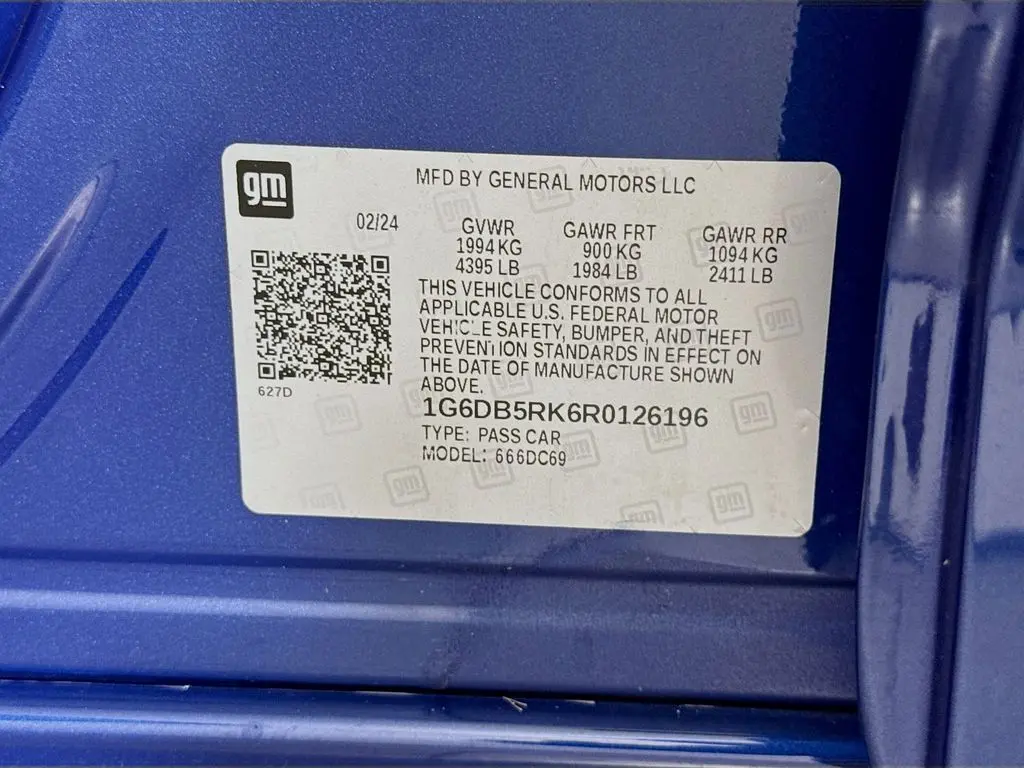 gm
MFD BY GENERAL MOTORS LLC
02/24
GVWR
1994 KG
4395 LB
GAWR FRT
900 KG
1984 LB
GAWR RR
1094 KG
2411 LB
THIS VEHICLE CONFORMS TO ALL
APPLICABLE U.S. FEDERAL MOTOR
VEHICLE SAFETY, BUMPER, AND THEFT
PREVENTION STANDARDS IN EFFECT ON
THE DATE OF MANUFACTURE SHOWN
ABOVE.
627D
1G6DB5RK6R0126196
TYPE: PASS CAR
MODEL: 666DC69